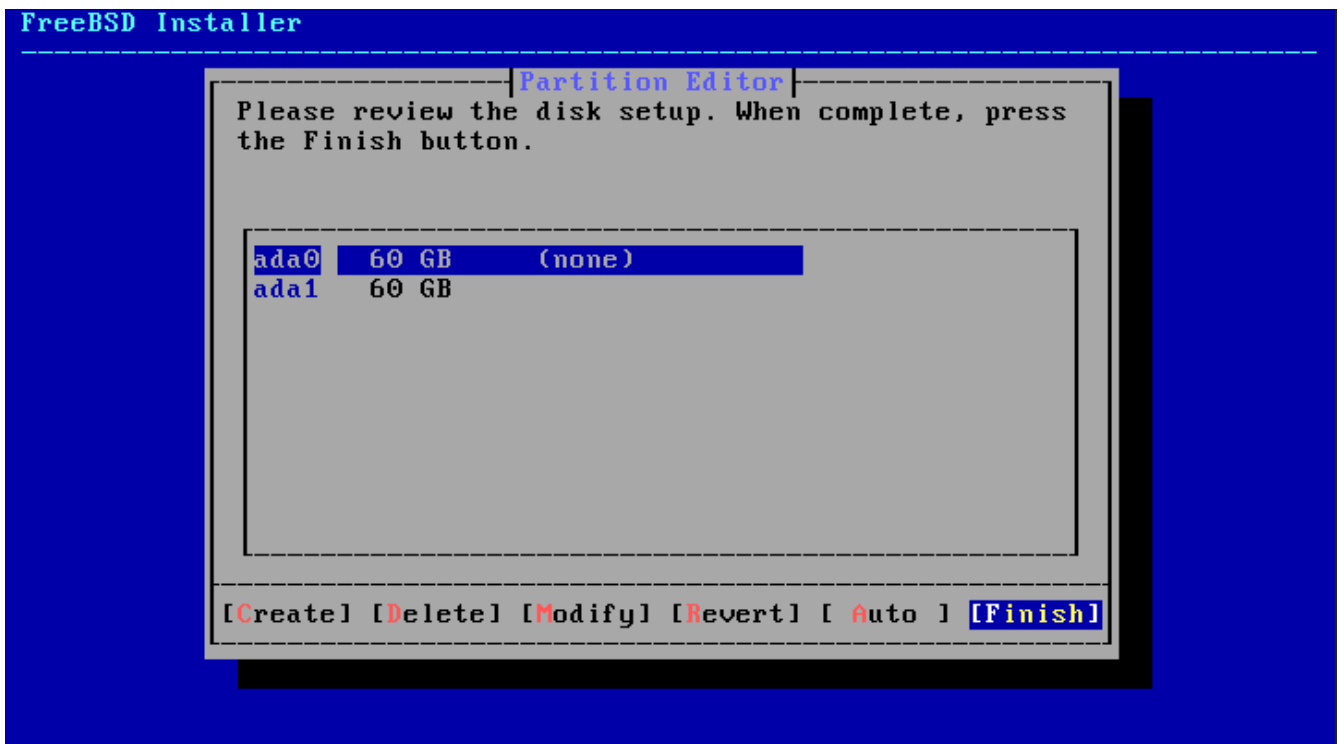 FreeBSD Installer
Partition Editor
Please review the disk setup. When complete, press
the Finish button.
ada0 60 GB (none)
ada1 60 GB
[Create] [Delete] [Modify] [Revert] [ Auto ] [Finish]